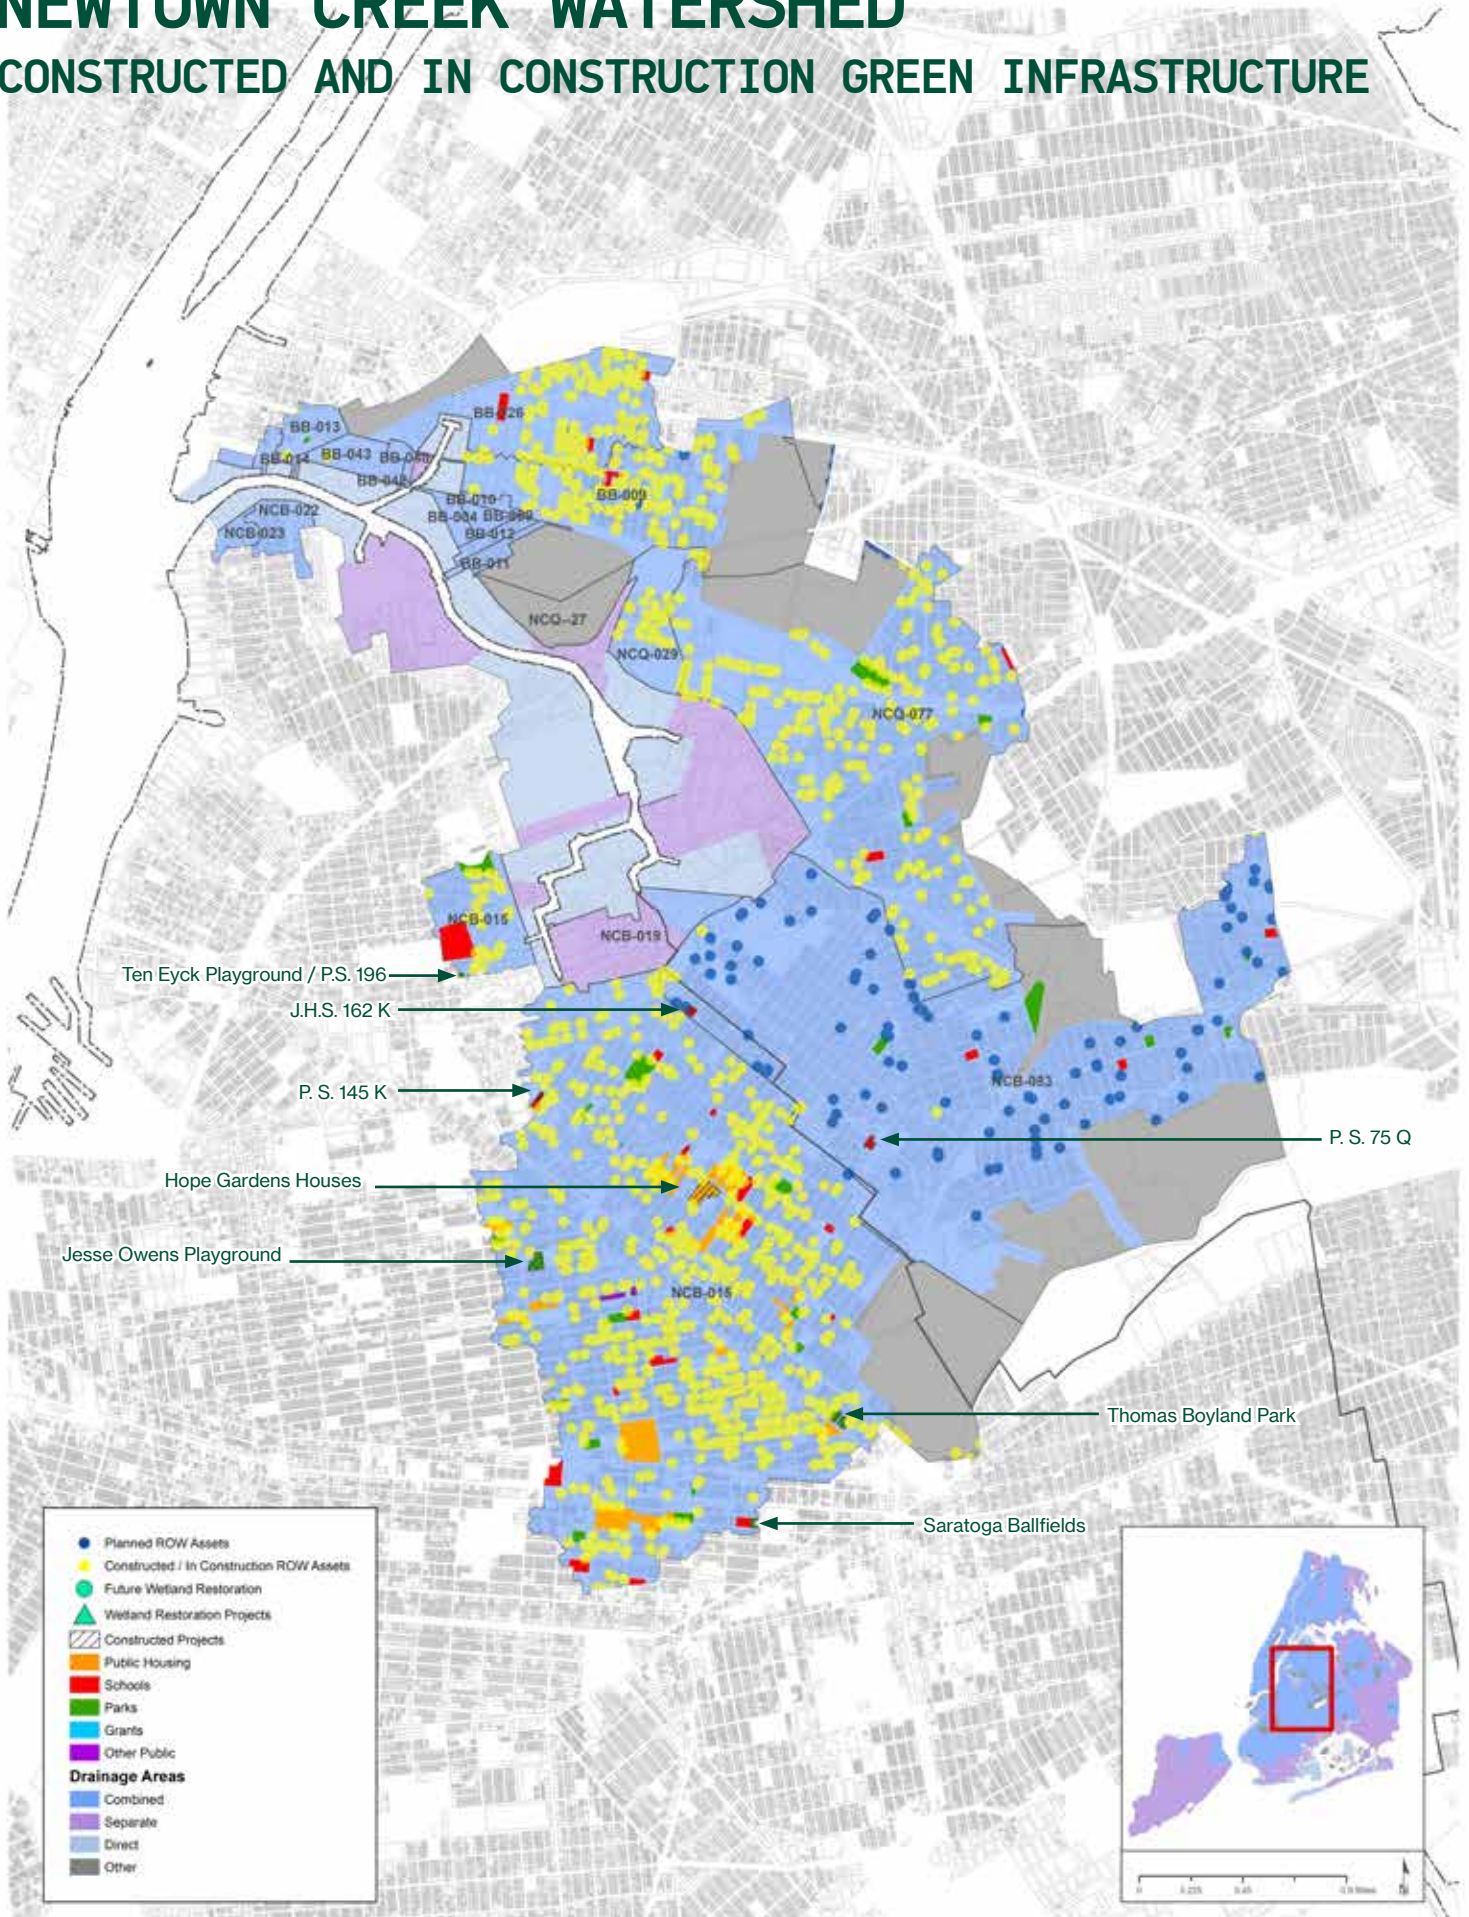 NEWTOWN CREEK WATERSHED
CONSTRUCTED AND IN CONSTRUCTION GREEN INFRASTRUCTURE
BB-026
BB-013
BB-014
BB-043
BB-009
BB-010
NCB-022
BB-012
NCB-023
BB-011
NCQ--27
NCQ-029
NCQ-077
NCB-015
NCB-019
Ten Eyck Playground / P.S. 196
J.H.S. 162 K
NCB-083
P. S. 145 K
P. S. 75 Q
Hope Gardens Houses
Jesse Owens Playground
NCB-015
Thomas Boyland Park
Saratoga Ballfields
Planned ROW Assets
Constructed / In Construction ROW Assets
Future Wetland Restoration
Wetland Restoration Projects
Constructed Projects
Public Housing
Schools
Parks
Grants
Other Public
Drainage Areas
Combined
Separate
Direct
Other